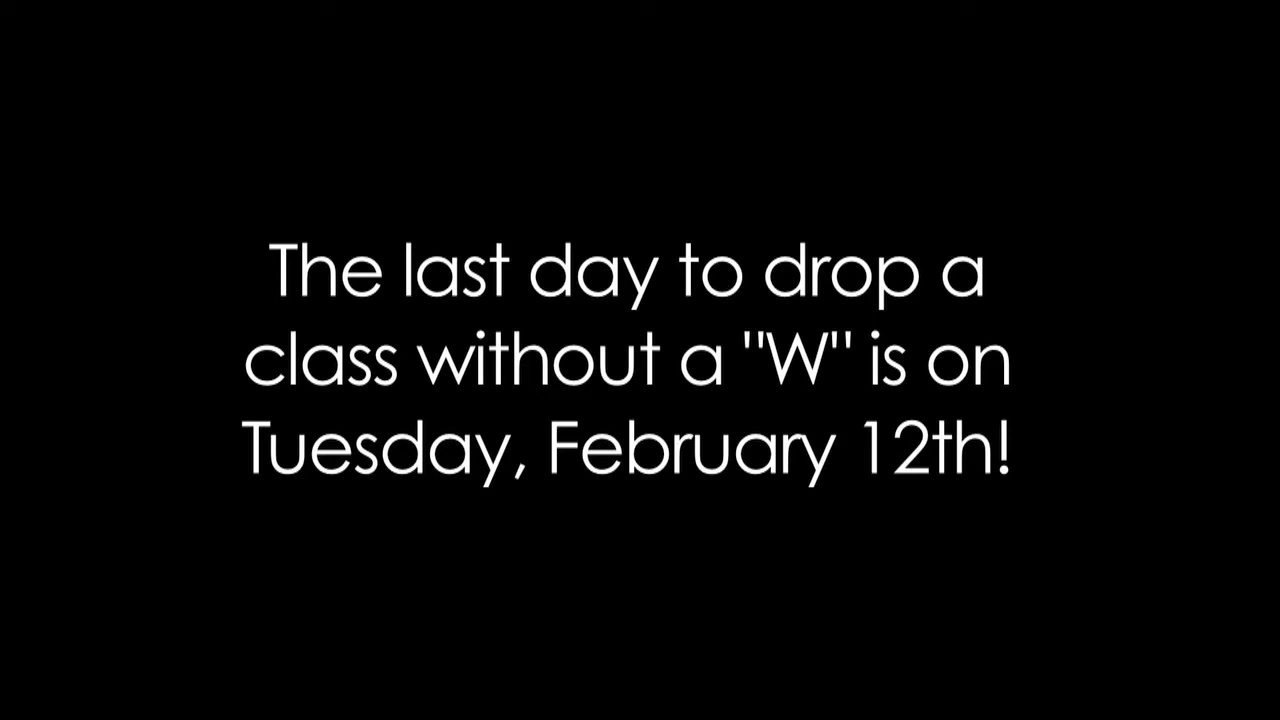 The last day to drop a
class without a "W" is on
Tuesday, February 12th!